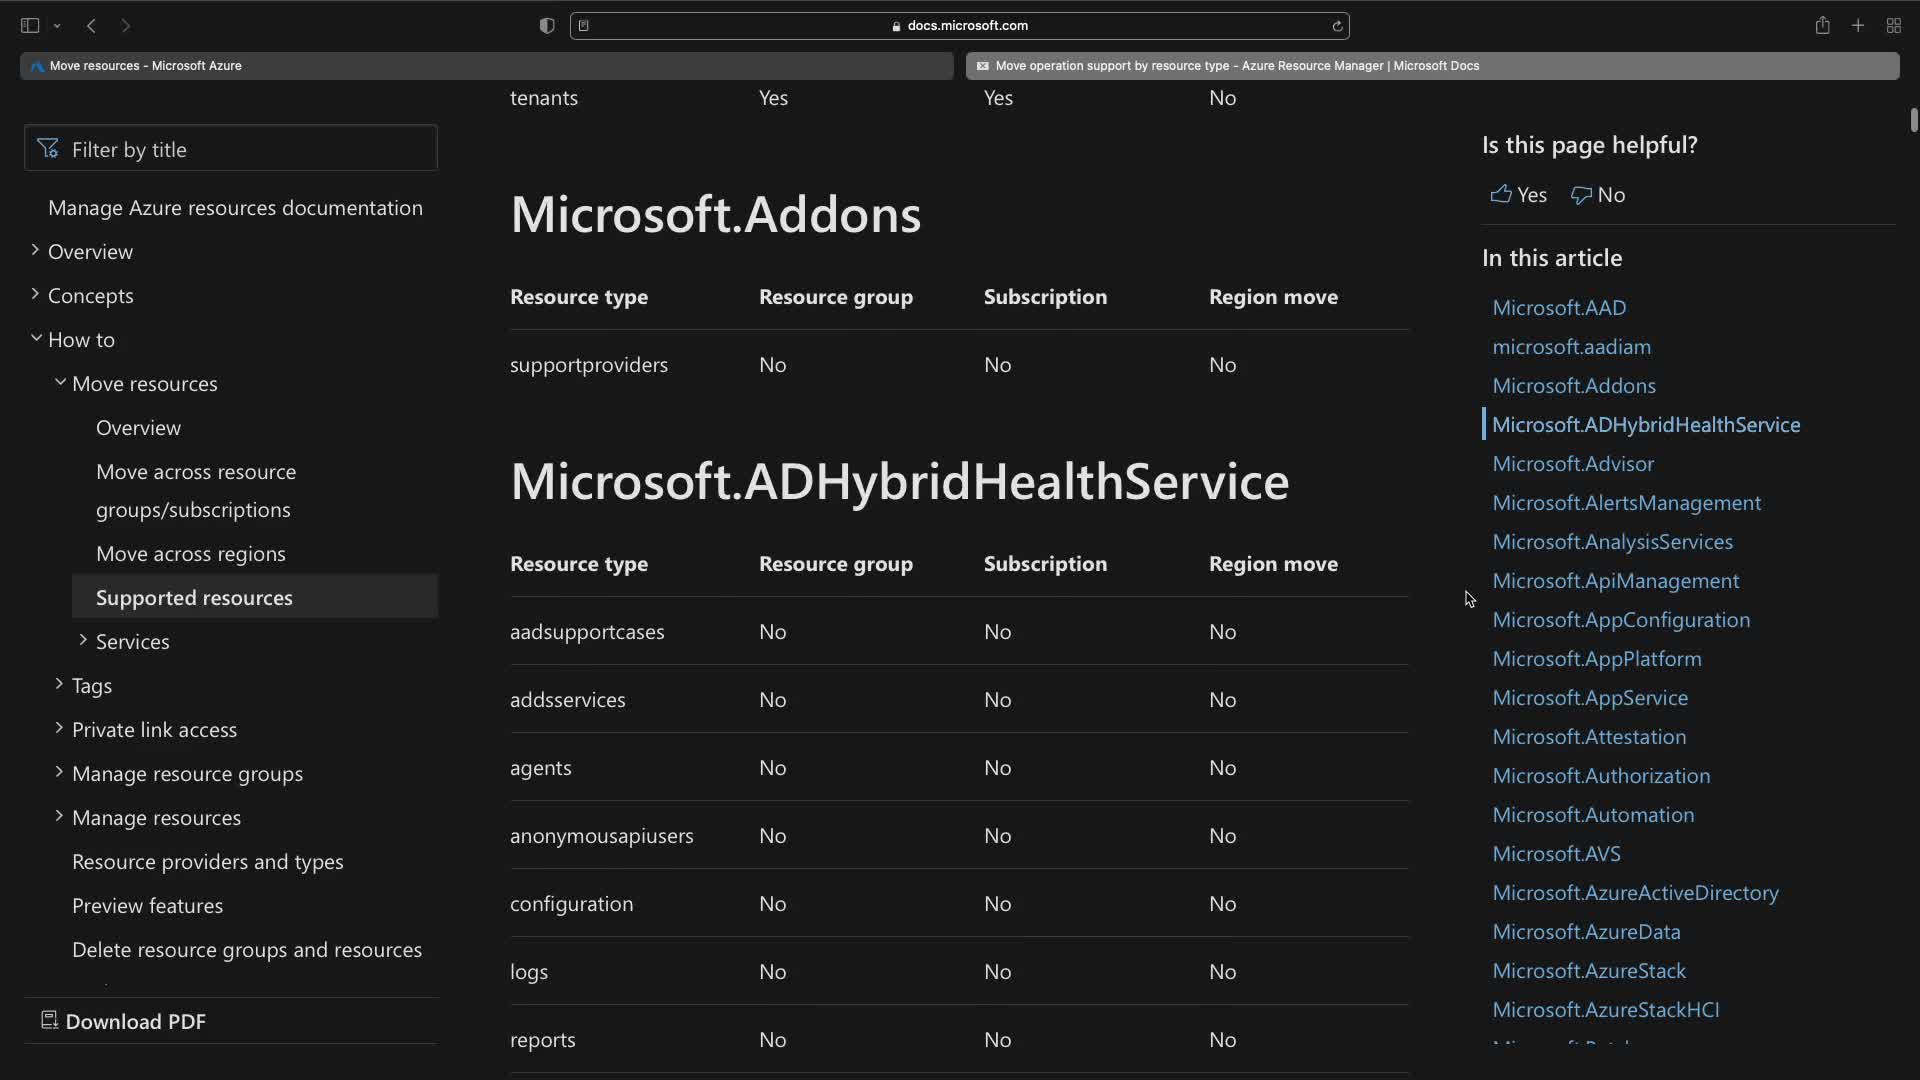 docs.microsoft.com
Move resources - Microsoft Azure
Move operation support by resource type - Azure Resource Manager | Microsoft Docs
Filter by title
Manage Azure resources documentation
Overview
Concepts
How to
Move resources
Overview
Move across resource
groups/subscriptions
Move across regions
Supported resources
Services
Tags
Private link access
Manage resource groups
Manage resources
Resource providers and types
Preview features
Delete resource groups and resources
Download PDF
tenants Yes Yes No
Microsoft.Addons
Resource type Resource group Subscription Region move
supportproviders No No No
Microsoft.ADHybridHealthService
Resource type Resource group Subscription Region move
aadsupportcases No No No
addsservices No No No
agents No No No
anonymousapiusers No No No
configuration No No No
logs No No No
reports No No No
Is this page helpful?
Yes No
In this article
Microsoft.AAD
microsoft.aadiam
Microsoft.Addons
Microsoft.ADHybridHealthService
Microsoft.Advisor
Microsoft.AlertsManagement
Microsoft.AnalysisServices
Microsoft.ApiManagement
Microsoft.AppConfiguration
Microsoft.AppPlatform
Microsoft.AppService
Microsoft.Attestation
Microsoft.Authorization
Microsoft.Automation
Microsoft.AVS
Microsoft.AzureActiveDirectory
Microsoft.AzureData
Microsoft.AzureStack
Microsoft.AzureStackHCI